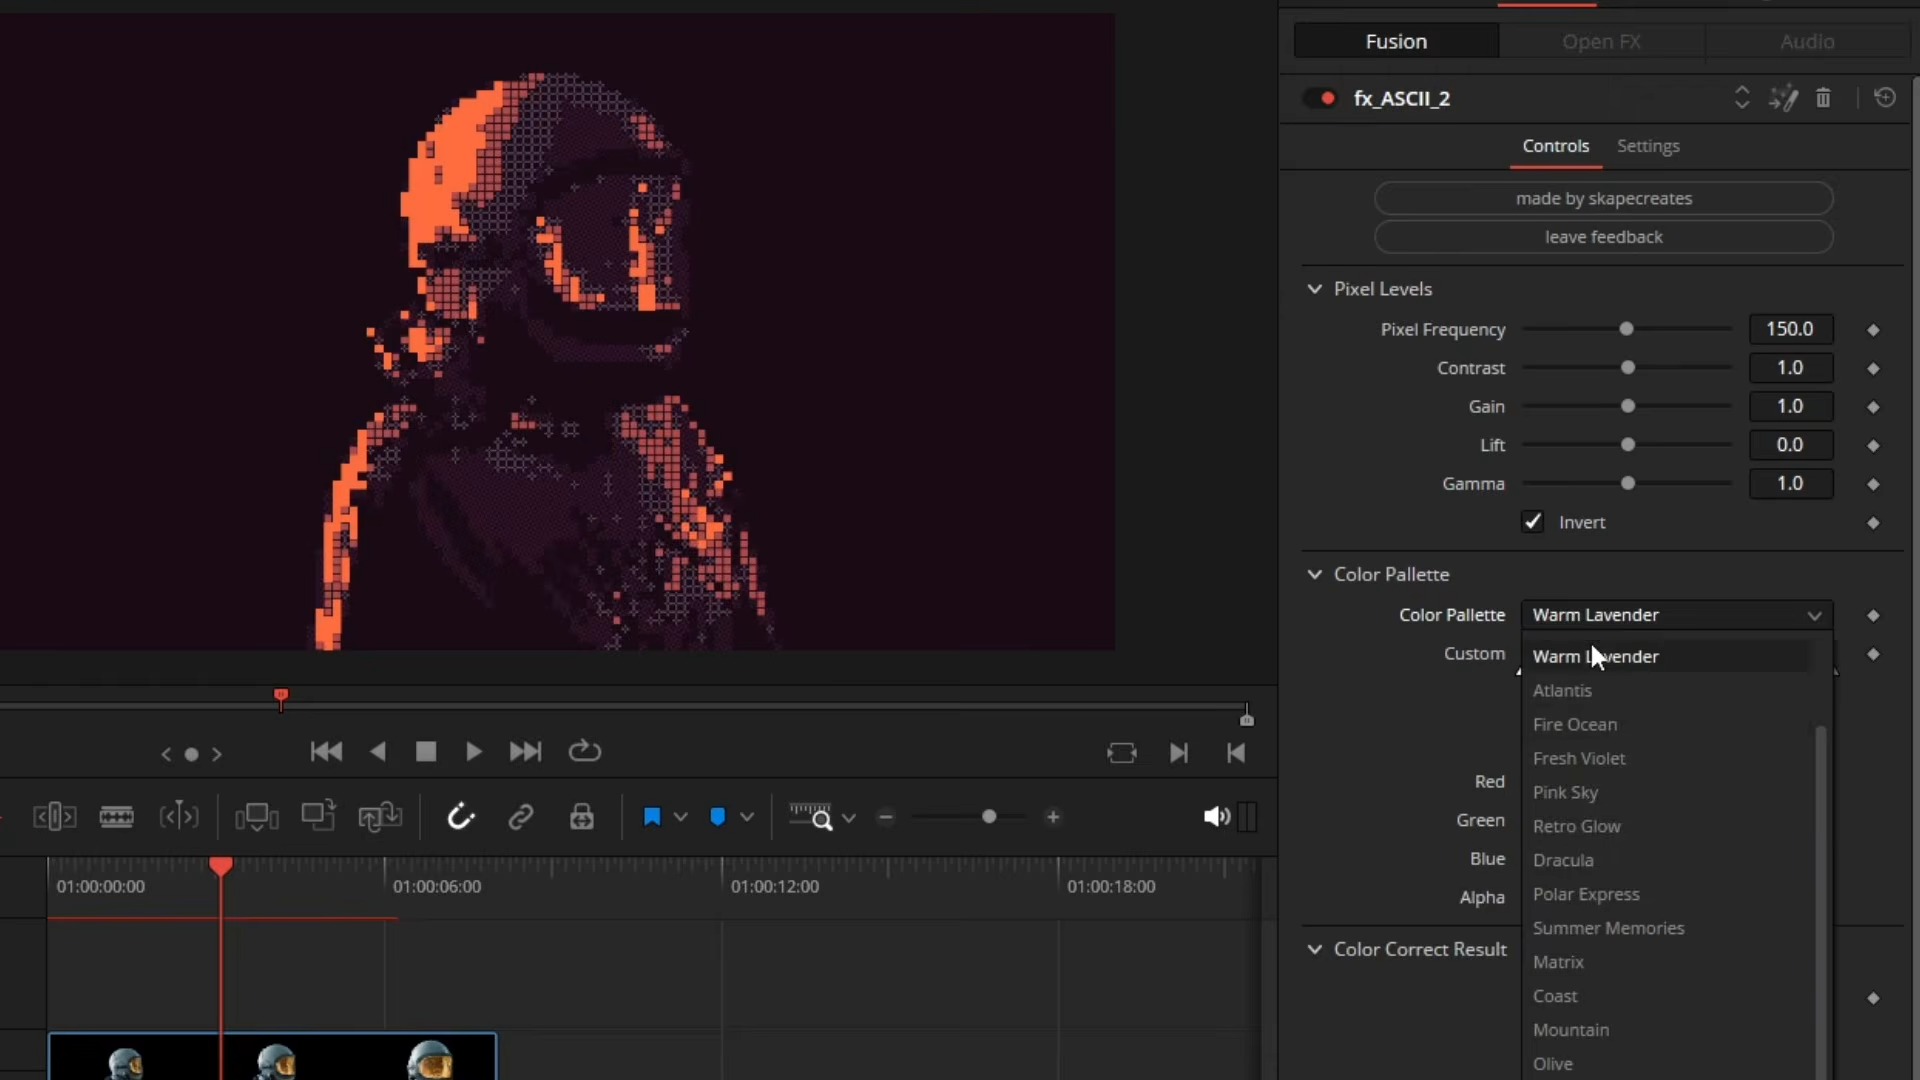 Fusion
Open FX
Audio
fx_ASCII_2
Controls
Settings
made by skapecreates
leave feedback
Pixel Levels
Pixel Frequency
150.0
Contrast
1.0
Gain
1.0
Lift
0.0
Gamma
1.0
Invert
Color Pallette
Color Pallette
Warm Lavender
Custom
Warm Lavender
Atlantis
Fire Ocean
Fresh Violet
Pink Sky
Red
Retro Glow
Green
Dracula
Blue
Polar Express
Alpha
Summer Memories
Color Correct Result
Matrix
Coast
Mountain
Olive
01:00:00:00
01:00:06:00
01:00:12:00
01:00:18:00